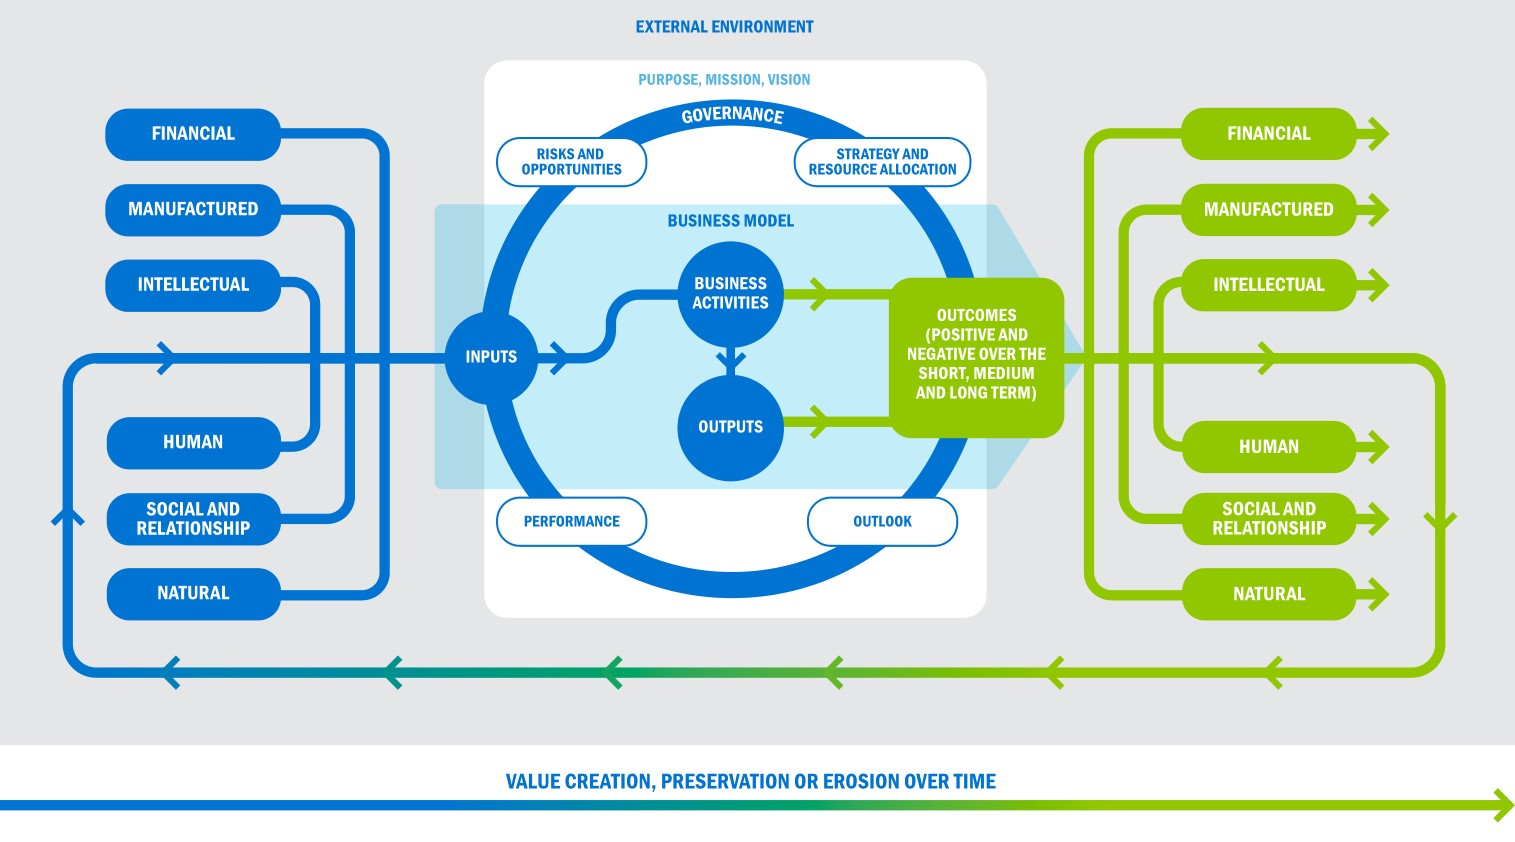 EXTERNAL ENVIRONMENT
PURPOSE, MISSION, VISION
GOVERNANCE
RISKS AND
OPPORTUNITIES
STRATEGY AND
RESOURCE ALLOCATION
FINANCIAL
MANUFACTURED
INTELLECTUAL
HUMAN
SOCIAL AND
RELATIONSHIP
NATURAL
BUSINESS MODEL
INPUTS
BUSINESS
ACTIVITIES
OUTPUTS
OUTCOMES
(POSITIVE AND
NEGATIVE OVER THE
SHORT, MEDIUM
AND LONG TERM)
PERFORMANCE
OUTLOOK
FINANCIAL
MANUFACTURED
INTELLECTUAL
HUMAN
SOCIAL AND
RELATIONSHIP
NATURAL
VALUE CREATION, PRESERVATION OR EROSION OVER TIME